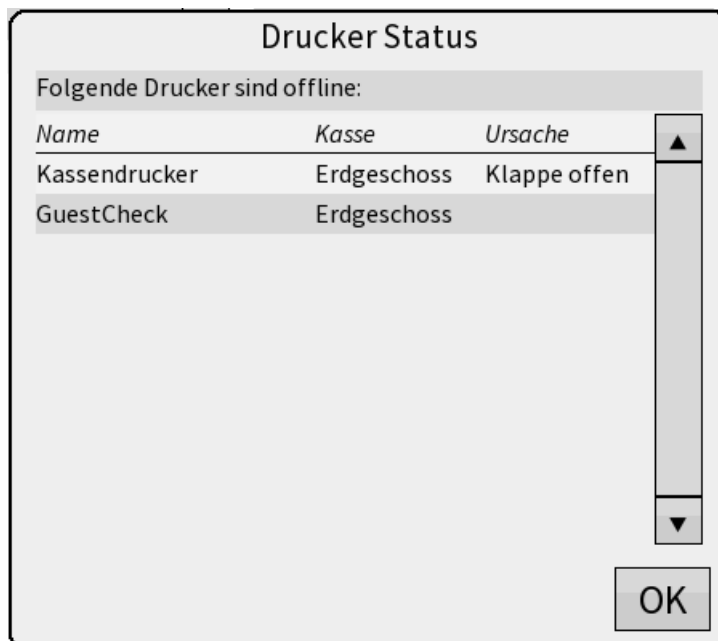 Drucker Status
Folgende Drucker sind offline:
Name Kasse Ursache
Kassendrucker Erdgeschoss Klappe offen
GuestCheck Erdgeschoss
OK